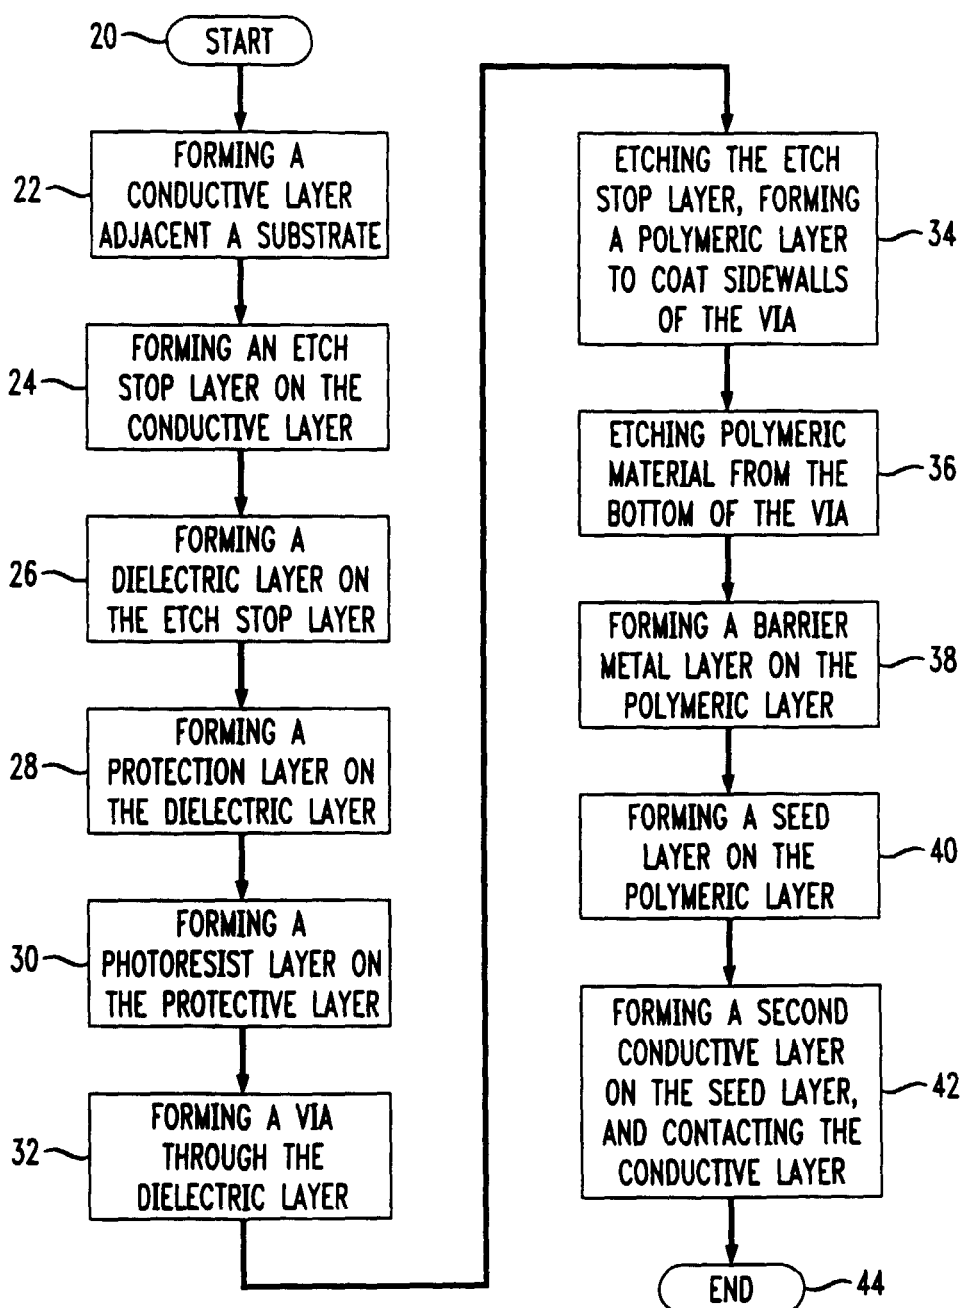 20
START
22
FORMING A
CONDUCTIVE LAYER
ADJACENT A SUBSTRATE
24
FORMING AN ETCH
STOP LAYER ON THE
CONDUCTIVE LAYER
26
FORMING A
DIELECTRIC LAYER ON
THE ETCH STOP LAYER
28
FORMING A
PROTECTION LAYER ON
THE DIELECTRIC LAYER
30
FORMING A
PHOTORESIST LAYER ON
THE PROTECTIVE LAYER
32
FORMING A VIA
THROUGH THE
DIELECTRIC LAYER
ETCHING THE ETCH
STOP LAYER, FORMING
A POLYMERIC LAYER
TO COAT SIDEWALLS
OF THE VIA
34
ETCHING POLYMERIC
MATERIAL FROM THE
BOTTOM OF THE VIA
36
FORMING A BARRIER
METAL LAYER ON THE
POLYMERIC LAYER
38
FORMING A SEED
LAYER ON THE
POLYMERIC LAYER
40
FORMING A SECOND
CONDUCTIVE LAYER
ON THE SEED LAYER,
AND CONTACTING THE
CONDUCTIVE LAYER
42
END
44